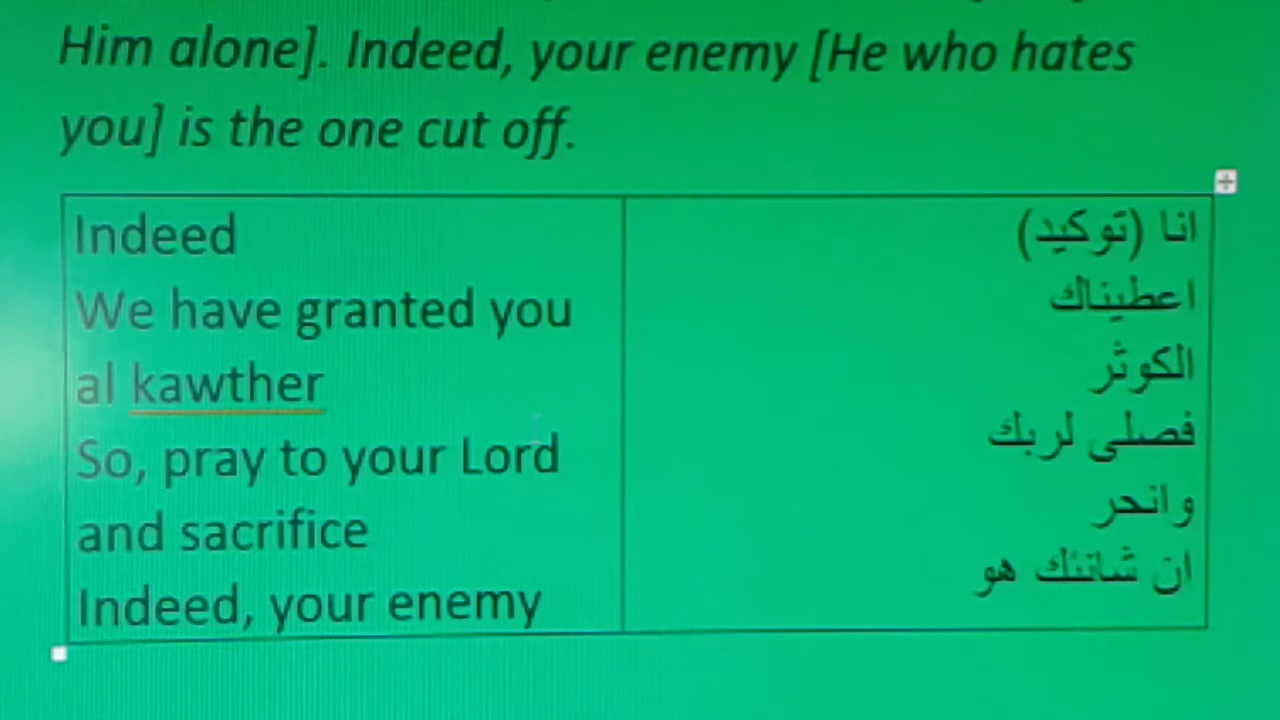 Him alone]. Indeed, your enemy [He who hates
you] is the one cut off.
Indeed
We have granted you
al kawther
So, pray to your Lord
and sacrifice
Indeed, your enemy
انا (توكيد)
اعطيناك
الكوثر
فصلى لربك
وانحر
ان شانئك هو